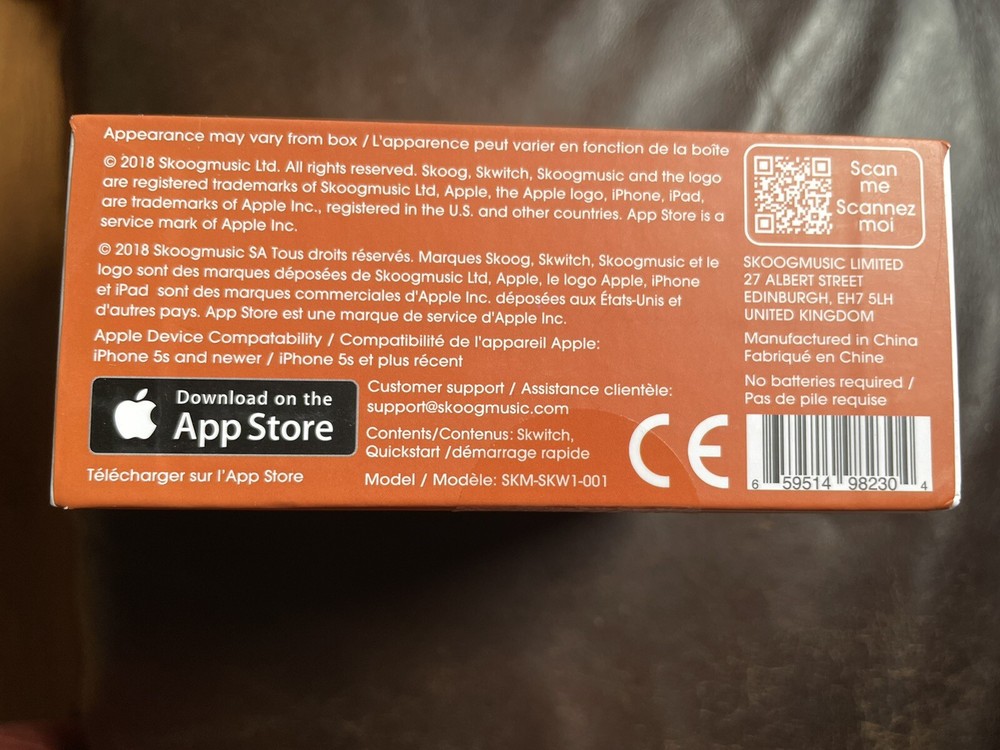 Appearance may vary from box / L'apparence peut varier en fonction de la boîte
© 2018 Skoogmusic Ltd. All rights reserved. Skoog, Skwitch, Skoogmusic and the logo
are registered trademarks of Skoogmusic Ltd, Apple, the Apple logo, iPhone, iPad,
are trademarks of Apple Inc., registered in the U.S. and other countries. App Store is a
service mark of Apple Inc.
© 2018 Skoogmusic SA Tous droits réservés. Marques Skoog, Skwitch, Skoogmusic et le
logo sont des marques déposées de Skoogmusic Ltd, Apple, le logo Apple, iPhone
et iPad sont des marques commerciales d'Apple Inc. déposées aux États-Unis et
d'autres pays. App Store est une marque de service d'Apple Inc.
Apple Device Compatability / Compatibilité de l'appareil Apple:
iPhone 5s and newer / iPhone 5s et plus récent
Download on the
App Store
Télécharger sur l'App Store
Customer support / Assistance clientèle:
support@skoogmusic.com
Contents/Contenus: Skwitch,
Quickstart /démarrage rapide
Model / Modèle: SKM-SKW1-001
CE
Scan
me
Scannez
moi
SKOOGMUSIC LIMITED
27 ALBERT STREET
EDINBURGH, EH7 5LH
UNITED KINGDOM
Manufactured in China
Fabriqué en Chine
No batteries required /
Pas de pile requise
6 59514 98230 4